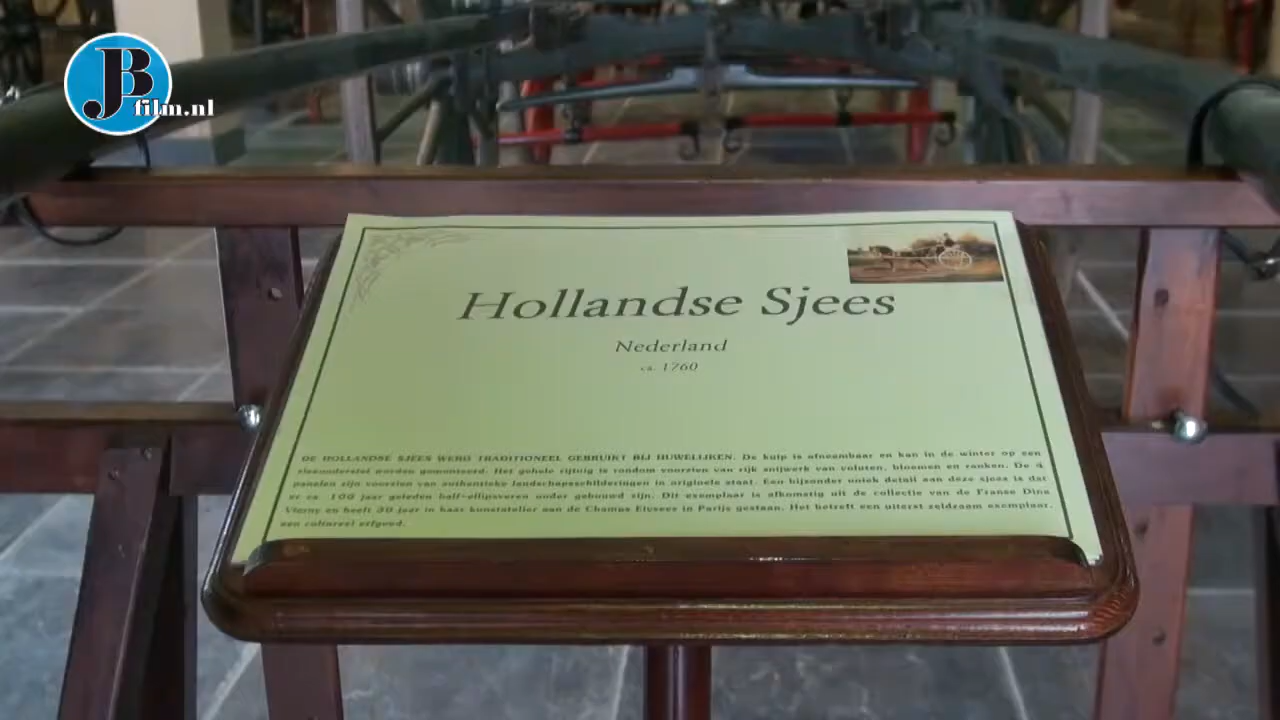 JB
film.nl
Hollandse Sjees
Nederland
ca. 1760
DE HOLLANDSE SJEES WERD TRADITIONEEL GEBRUIKT BIJ HUWELIJKEN. De kuip is afneembaar en kan in de winter op een
sleeonderstel worden gemonteerd. Het gehele rijtuig is rondom voorzien van rijk snijwerk van voluten, bloemen en ranken. De 4
panelen zijn voorzien van authentieke landschapsschilderingen in originele staat. Een bijzonder uniek detail aan deze sjees is dat
er ca. 100 jaar geleden half-ellipsveren onder gebouwd zijn. Dit exemplaar is afkomstig uit de collectie van de Franse Dina
Vierny en heeft 30 jaar in haar kunstatelier aan de Champs Elysees in Parijs gestaan. Het betreft een uiterst zeldzaam exemplaar,
een cultureel erfgoed.